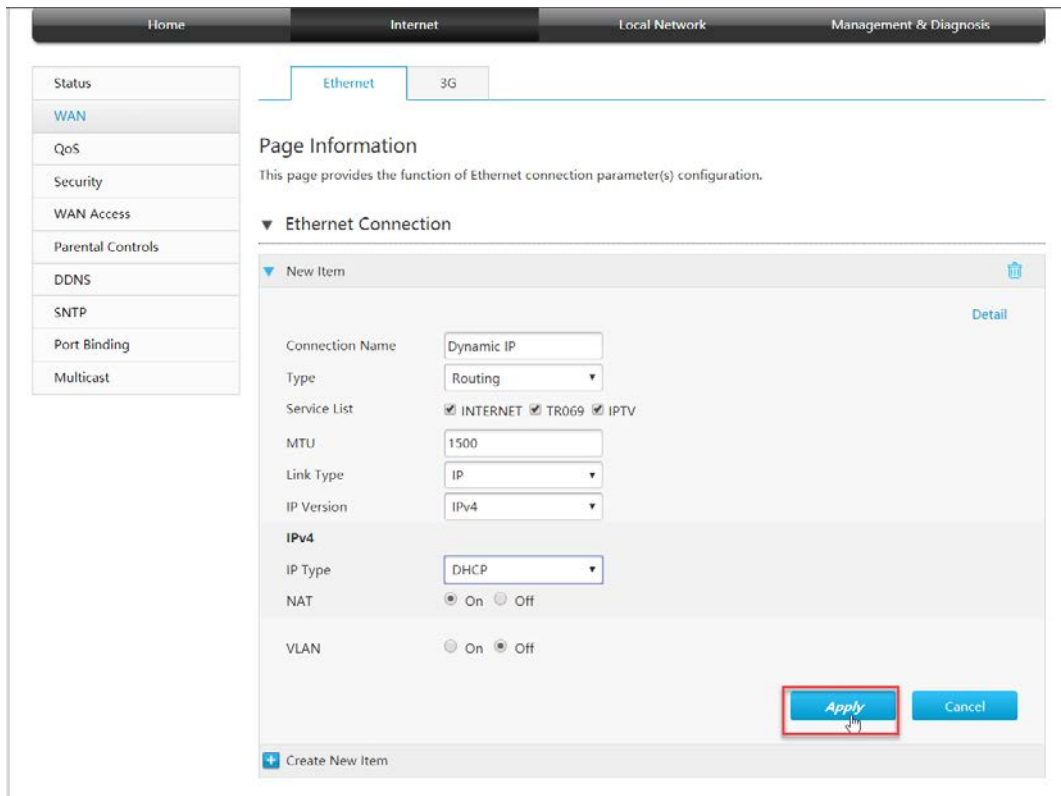 Home Internet Local Network Management & Diagnosis
Status
WAN
QoS
Security
WAN Access
Parental Controls
DDNS
SNTP
Port Binding
Multicast
Ethernet 3G
Page Information
This page provides the function of Ethernet connection parameter(s) configuration.
Ethernet Connection
New Item
Detail
Connection Name Dynamic IP
Type Routing
Service List INTERNET TR069 IPTV
MTU 1500
Link Type IP
IP Version IPv4
IPv4
IP Type DHCP
NAT On Off
VLAN On Off
Apply Cancel
Create New Item